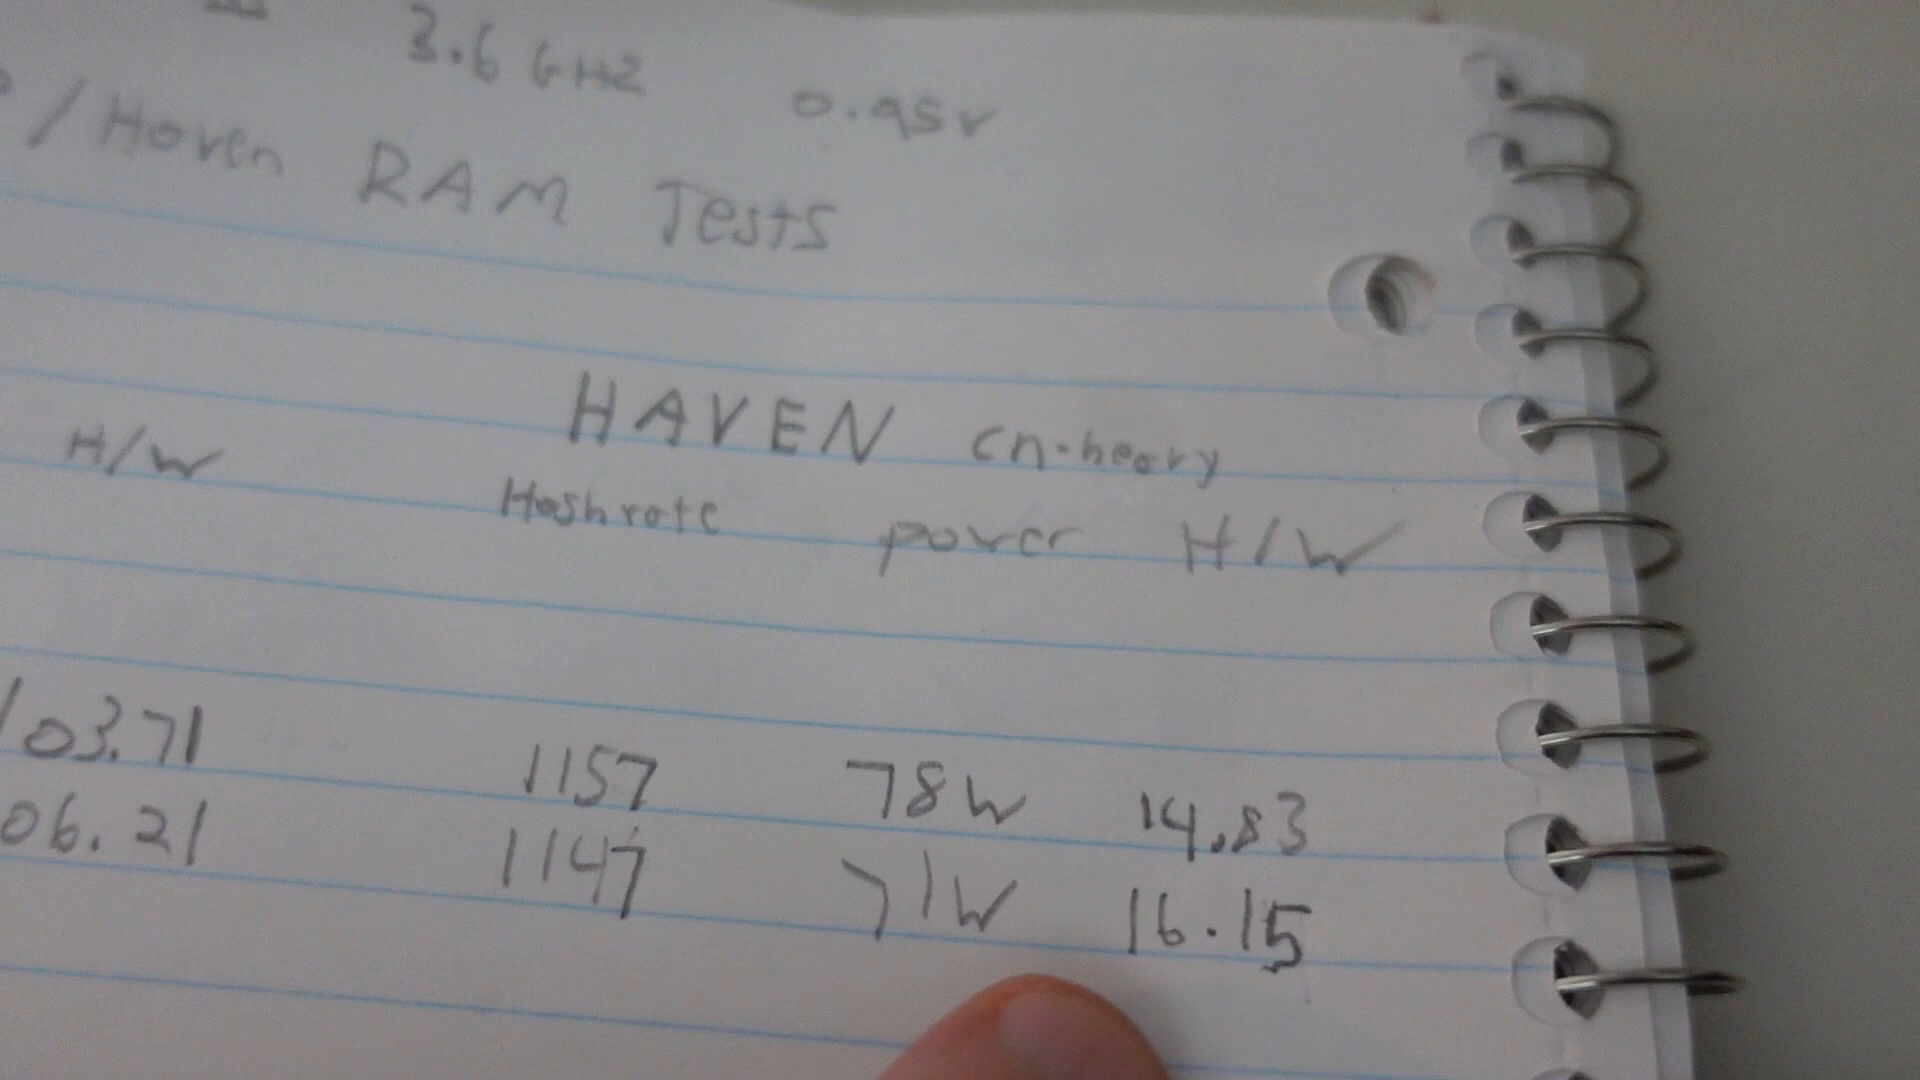 3.6 GHz 0.95v
/Haven RAM Tests
HAVEN cn-heavy
H/W Hashrate power H/W
103.71 1157 78W 14.83
06.21 1147 71W 16.15